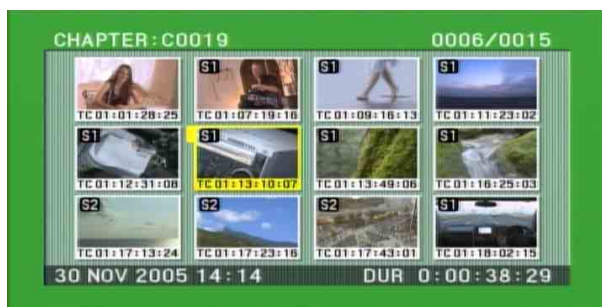 CHAPTER:C0019 0006/0015
S1 S1 S1
TC 01:01:28:25 TC 01:07:19:16 TC 01:09:16:13 TC 01:11:23:02
S1 S1 S1 S1
TC 01:12:31:08 TC 01:13:10:07 TC 01:13:49:06 TC 01:16:25:03
S2 S2 S2 S1
TC 01:17:13:24 TC 01:17:23:16 TC 01:17:43:01 TC 01:18:02:15
30 NOV 2005 14:14 DUR 0:00:38:29